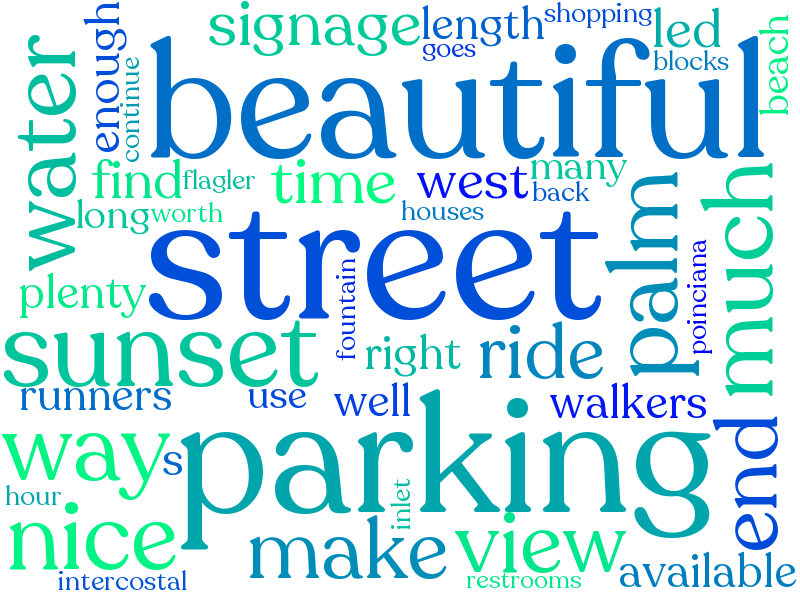 signage
length
shopping
goes
led
blocks
beach
enough
continue
water
beautiful
find
flagler
time
west
many
back
long
worth
houses
palm
much
street
plenty
fountain
poinciana
sunset
right
ride
runners
use
well
walkers
way
s
parking
end
hour
nice
inlet
make
view
available
intercostal
restrooms